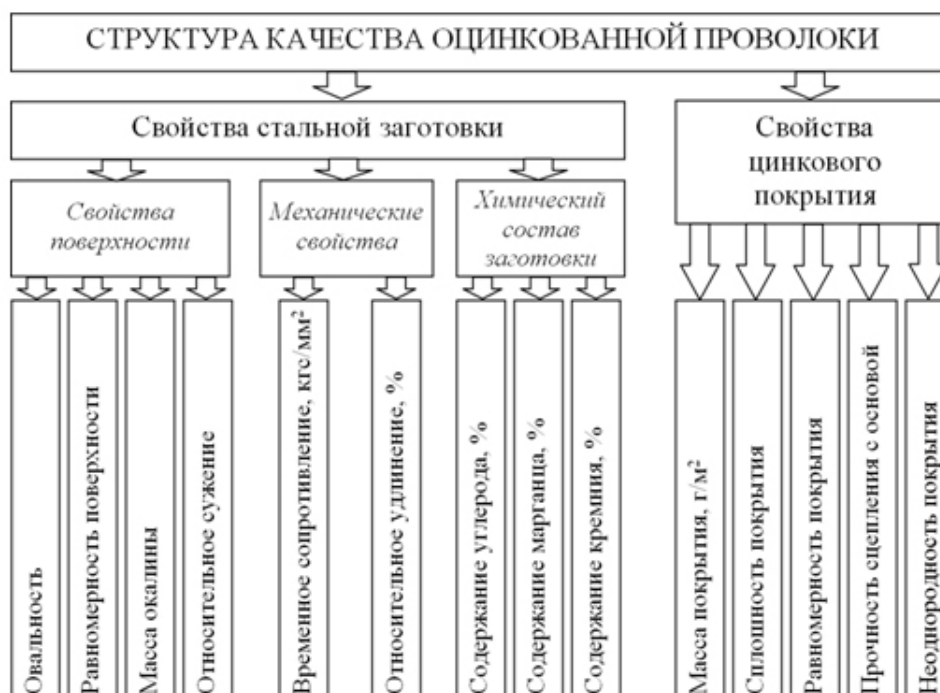 СТРУКТУРА КАЧЕСТВА ОЦИНКОВАННОЙ ПРОВОЛОКИ
Свойства стальной заготовки
Свойства
цинкового
покрытия
Свойства
поверхности
Механические
свойства
Химический
состав
заготовки
Овальность
Равномерность поверхности
Масса окалины
Относительное сужение
Временное сопротивление, кгс/мм²
Относительное удлинение, %
Содержание углерода, %
Содержание марганца, %
Содержание кремния, %
Масса покрытия, г/м²
Сплошность покрытия
Равномерность покрытия
Прочность сцепления с основой
Неоднородность покрытия